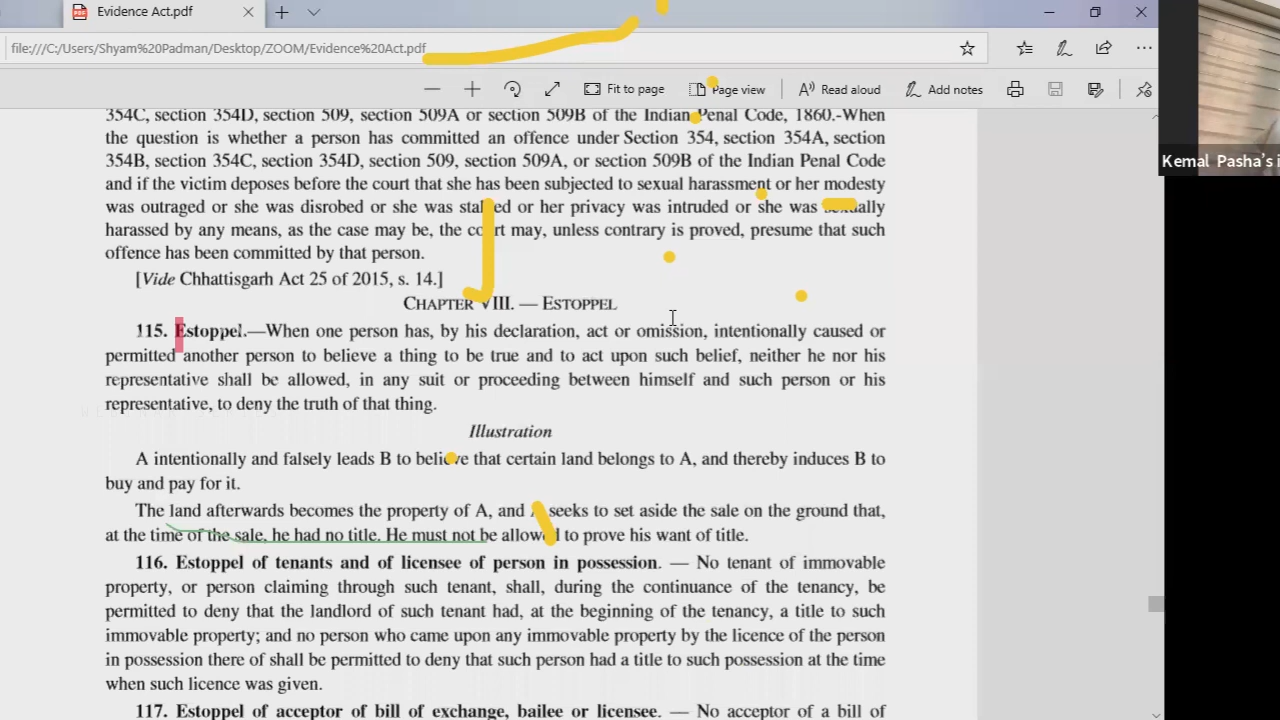 Evidence Act.pdf
file:///C:/Users/Shyam%20Padman/Desktop/ZOOM/Evidence%20Act.pdf
Fit to page Page view Read aloud Add notes
354C, section 354D, section 509, section 509A or section 509B of the Indian Penal Code, 1860.-When
the question is whether a person has committed an offence under Section 354, section 354A, section
354B, section 354C, section 354D, section 509, section 509A, or section 509B of the Indian Penal Code
and if the victim deposes before the court that she has been subjected to sexual harassment or her modesty
was outraged or she was disrobed or she was stalked or her privacy was intruded or she was sexually
harassed by any means, as the case may be, the court may, unless contrary is proved, presume that such
offence has been committed by that person.
[Vide Chhattisgarh Act 25 of 2015, s. 14.]
CHAPTER VIII. — ESTOPPEL
115. Estoppel.—When one person has, by his declaration, act or omission, intentionally caused or
permitted another person to believe a thing to be true and to act upon such belief, neither he nor his
representative shall be allowed, in any suit or proceeding between himself and such person or his
representative, to deny the truth of that thing.
Illustration
A intentionally and falsely leads B to believe that certain land belongs to A, and thereby induces B to
buy and pay for it.
The land afterwards becomes the property of A, and A seeks to set aside the sale on the ground that,
at the time of the sale, he had no title. He must not be allowed to prove his want of title.
116. Estoppel of tenants and of licensee of person in possession. — No tenant of immovable
property, or person claiming through such tenant, shall, during the continuance of the tenancy, be
permitted to deny that the landlord of such tenant had, at the beginning of the tenancy, a title to such
immovable property; and no person who came upon any immovable property by the licence of the person
in possession there of shall be permitted to deny that such person had a title to such possession at the time
when such licence was given.
117. Estoppel of acceptor of bill of exchange, bailee or licensee. — No acceptor of a bill of
Kemal Pasha's i